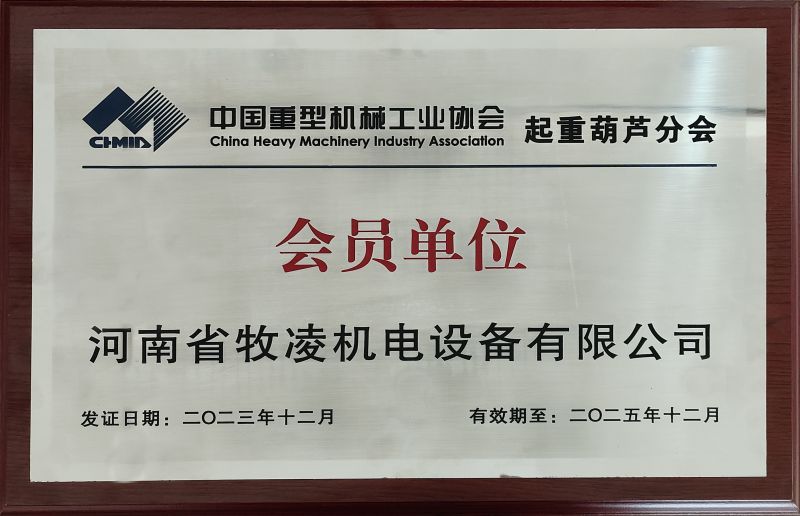 CHMIA 中国重型机械工业协会 起重葫芦分会
China Heavy Machinery Industry Association
会员单位
河南省牧凌机电设备有限公司
发证日期：二〇二三年十二月 有效期至：二〇二五年十二月